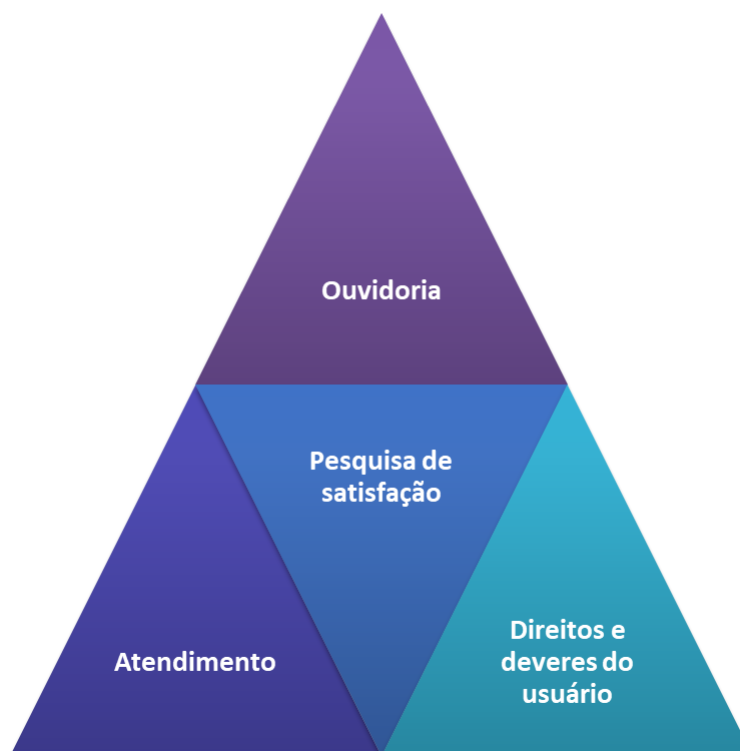 Ouvidoria
Pesquisa de
satisfação
Atendimento
Direitos e
deveres do
usuário